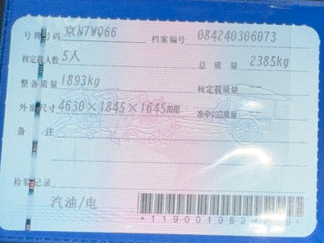 号牌号码 京N7WQ66 档案编号 084240306073
核定载人数 5人 总质量 2385kg
整备质量 1893kg 核定载质量 --
外廓尺寸 4630×1845×1645mm 准牵引总质量 --
备注
检验记录
汽油/电